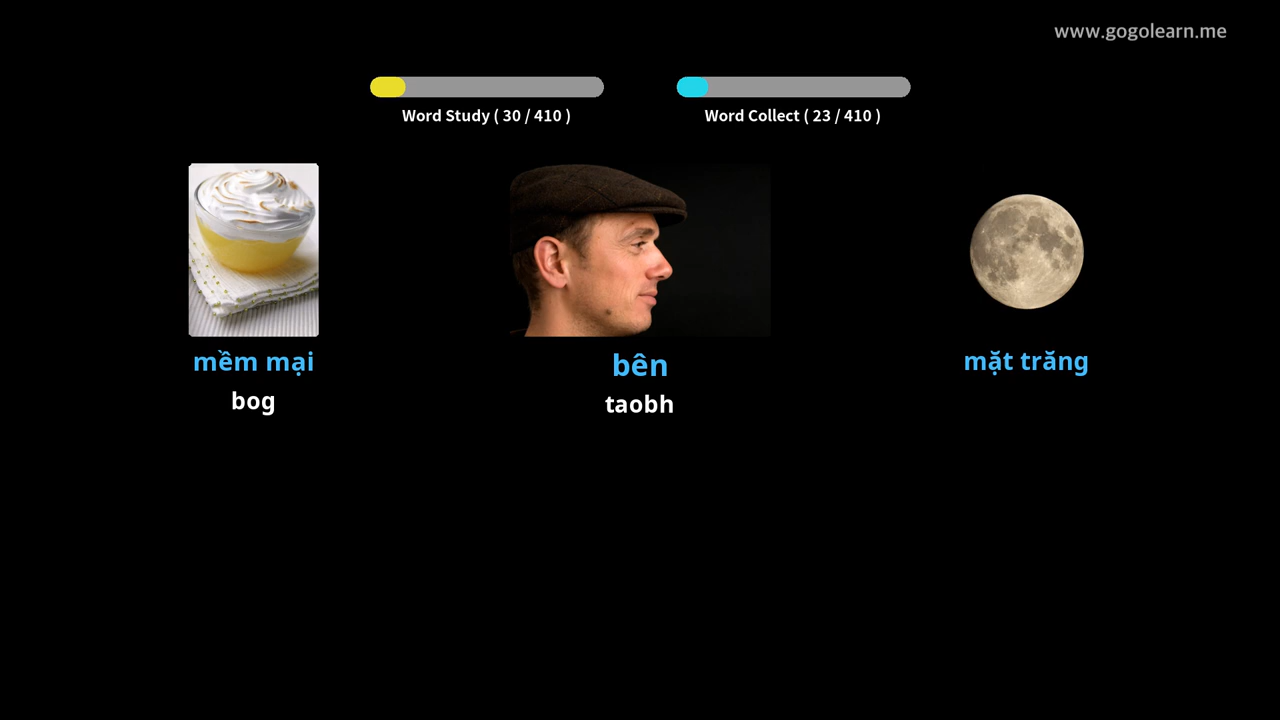 www.gogolearn.me
Word Study ( 30 / 410 )
Word Collect ( 23 / 410 )
mềm mại
bog
bên
taobh
mặt trăng